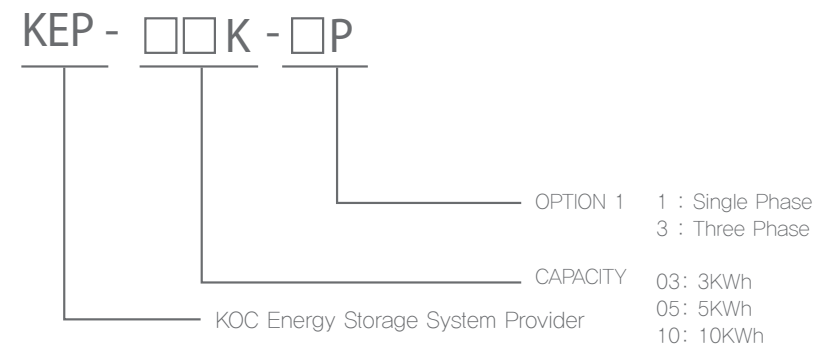 KEP - □□K - □P
OPTION 1 1 : Single Phase
3 : Three Phase
CAPACITY 03: 3KWh
05: 5KWh
10: 10KWh
KOC Energy Storage System Provider